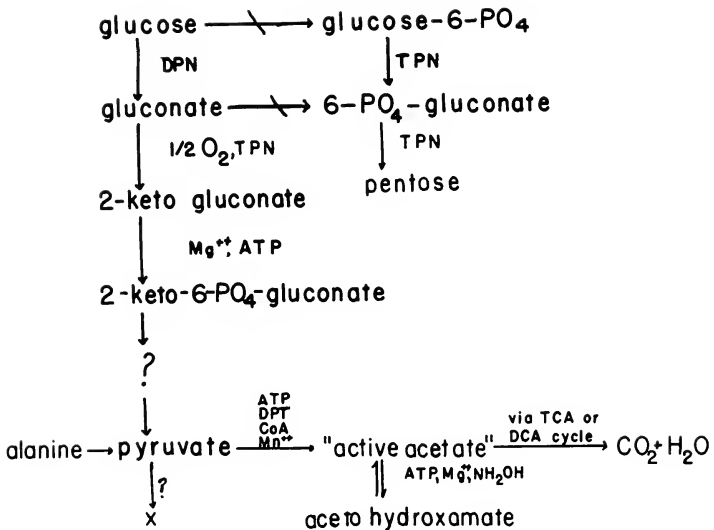 glucose glucose-6-PO4
DPN TPN
gluconate 6-PO4-gluconate
1/2 O2,TPN TPN
pentose
2-keto gluconate
Mg++, ATP
2-keto-6-PO4-gluconate
?
ATP
DPT
CoA
Mn++
via TCA or
DCA cycle
alanine pyruvate "active acetate" CO2+H2O
ATP,Mg++,NH2OH
?
x aceto hydroxamate